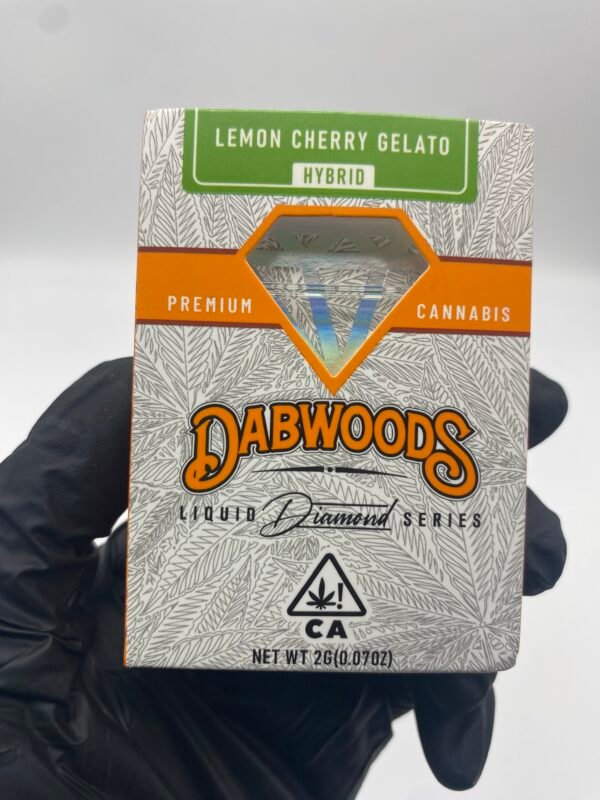 LEMON CHERRY GELATO
HYBRID
PREMIUM CANNABIS
DABWOODS
LIQUID Diamond SERIES
!
CA
NET WT 2G(0.07OZ)